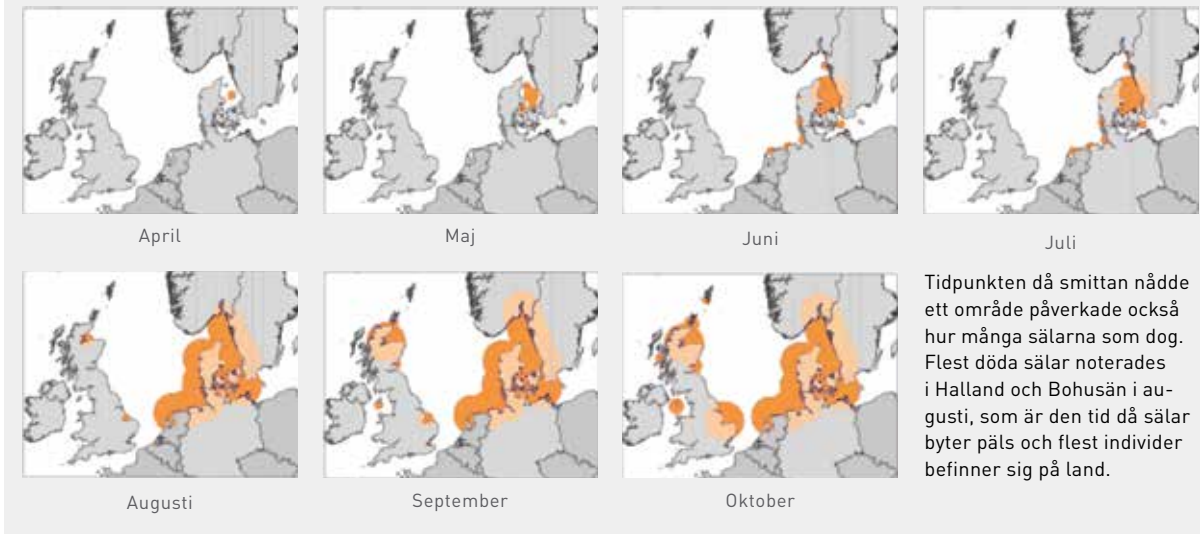 April
Maj
Juni
Juli
Augusti
September
Oktober
Tidpunkten då smittan nådde
ett område påverkade också
hur många sälarna som dog.
Flest döda sälar noterades
i Halland och Bohusän i au-
gusti, som är den tid då sälar
byter päls och flest individer
befinner sig på land.